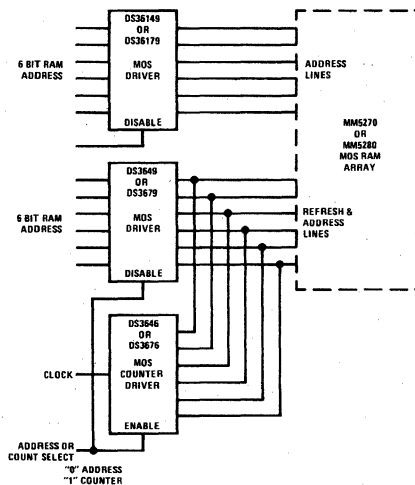 DS36149
OR
DS36179
MOS
DRIVER
DISABLE
6 BIT RAM
ADDRESS
ADDRESS
LINES
MM5270
OR
MM5280
MOS RAM
ARRAY
DS3649
OR
DS3679
MOS
DRIVER
DISABLE
6 BIT RAM
ADDRESS
REFRESH &
ADDRESS
LINES
DS3646
OR
DS3676
MOS
COUNTER
DRIVER
ENABLE
CLOCK
ADDRESS OR
COUNT SELECT
"0" ADDRESS
"1" COUNTER